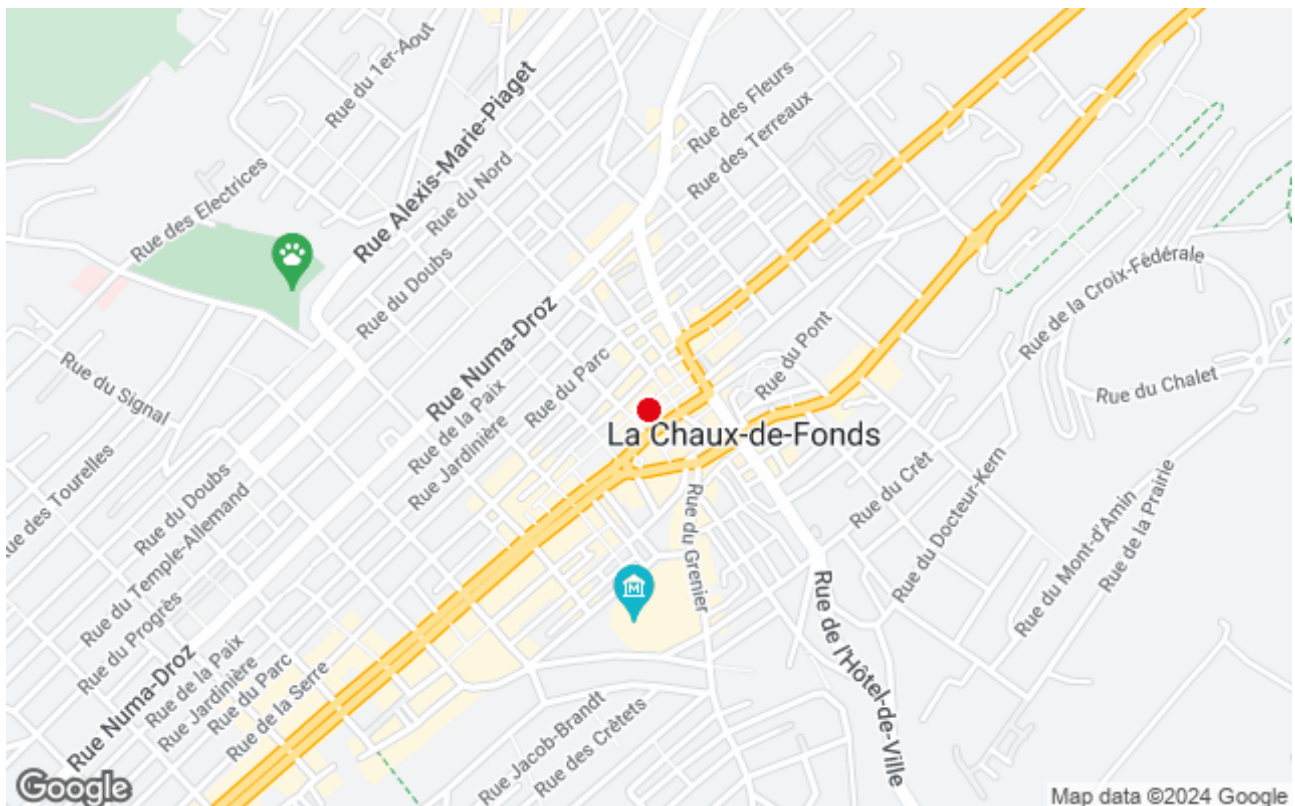 Rue du 1er-Aout
Rue Alexis-Marie-Piaget
Rue des Fleurs
Rue des Terreaux
Rue du Nord
Rue des Electrices
Rue du Doubs
Rue de la Croix-Fédérale
Rue Numa-Droz
Rue du Pont
Rue du Parc
Rue du Signal
Rue de la Paix
Rue du Chalet
Rue Jardinière
La Chaux-de-Fonds
Rue des Tourelles
Rue du Doubs
Rue du Crêt
Rue du Temple-Allemand
Rue du Grenier
Rue du Docteur-Kern
Rue du Mont-d'Amin
Rue de la Prairie
Rue du Progrès
M
Rue de l'Hôtel-de-Ville
Rue Numa-Droz
Rue de la Paix
Rue Jardinière
Rue du Parc
Rue de la Serre
Rue Jacob-Brandt
Rue des Crêtets
Google
Map data ©2024 Google